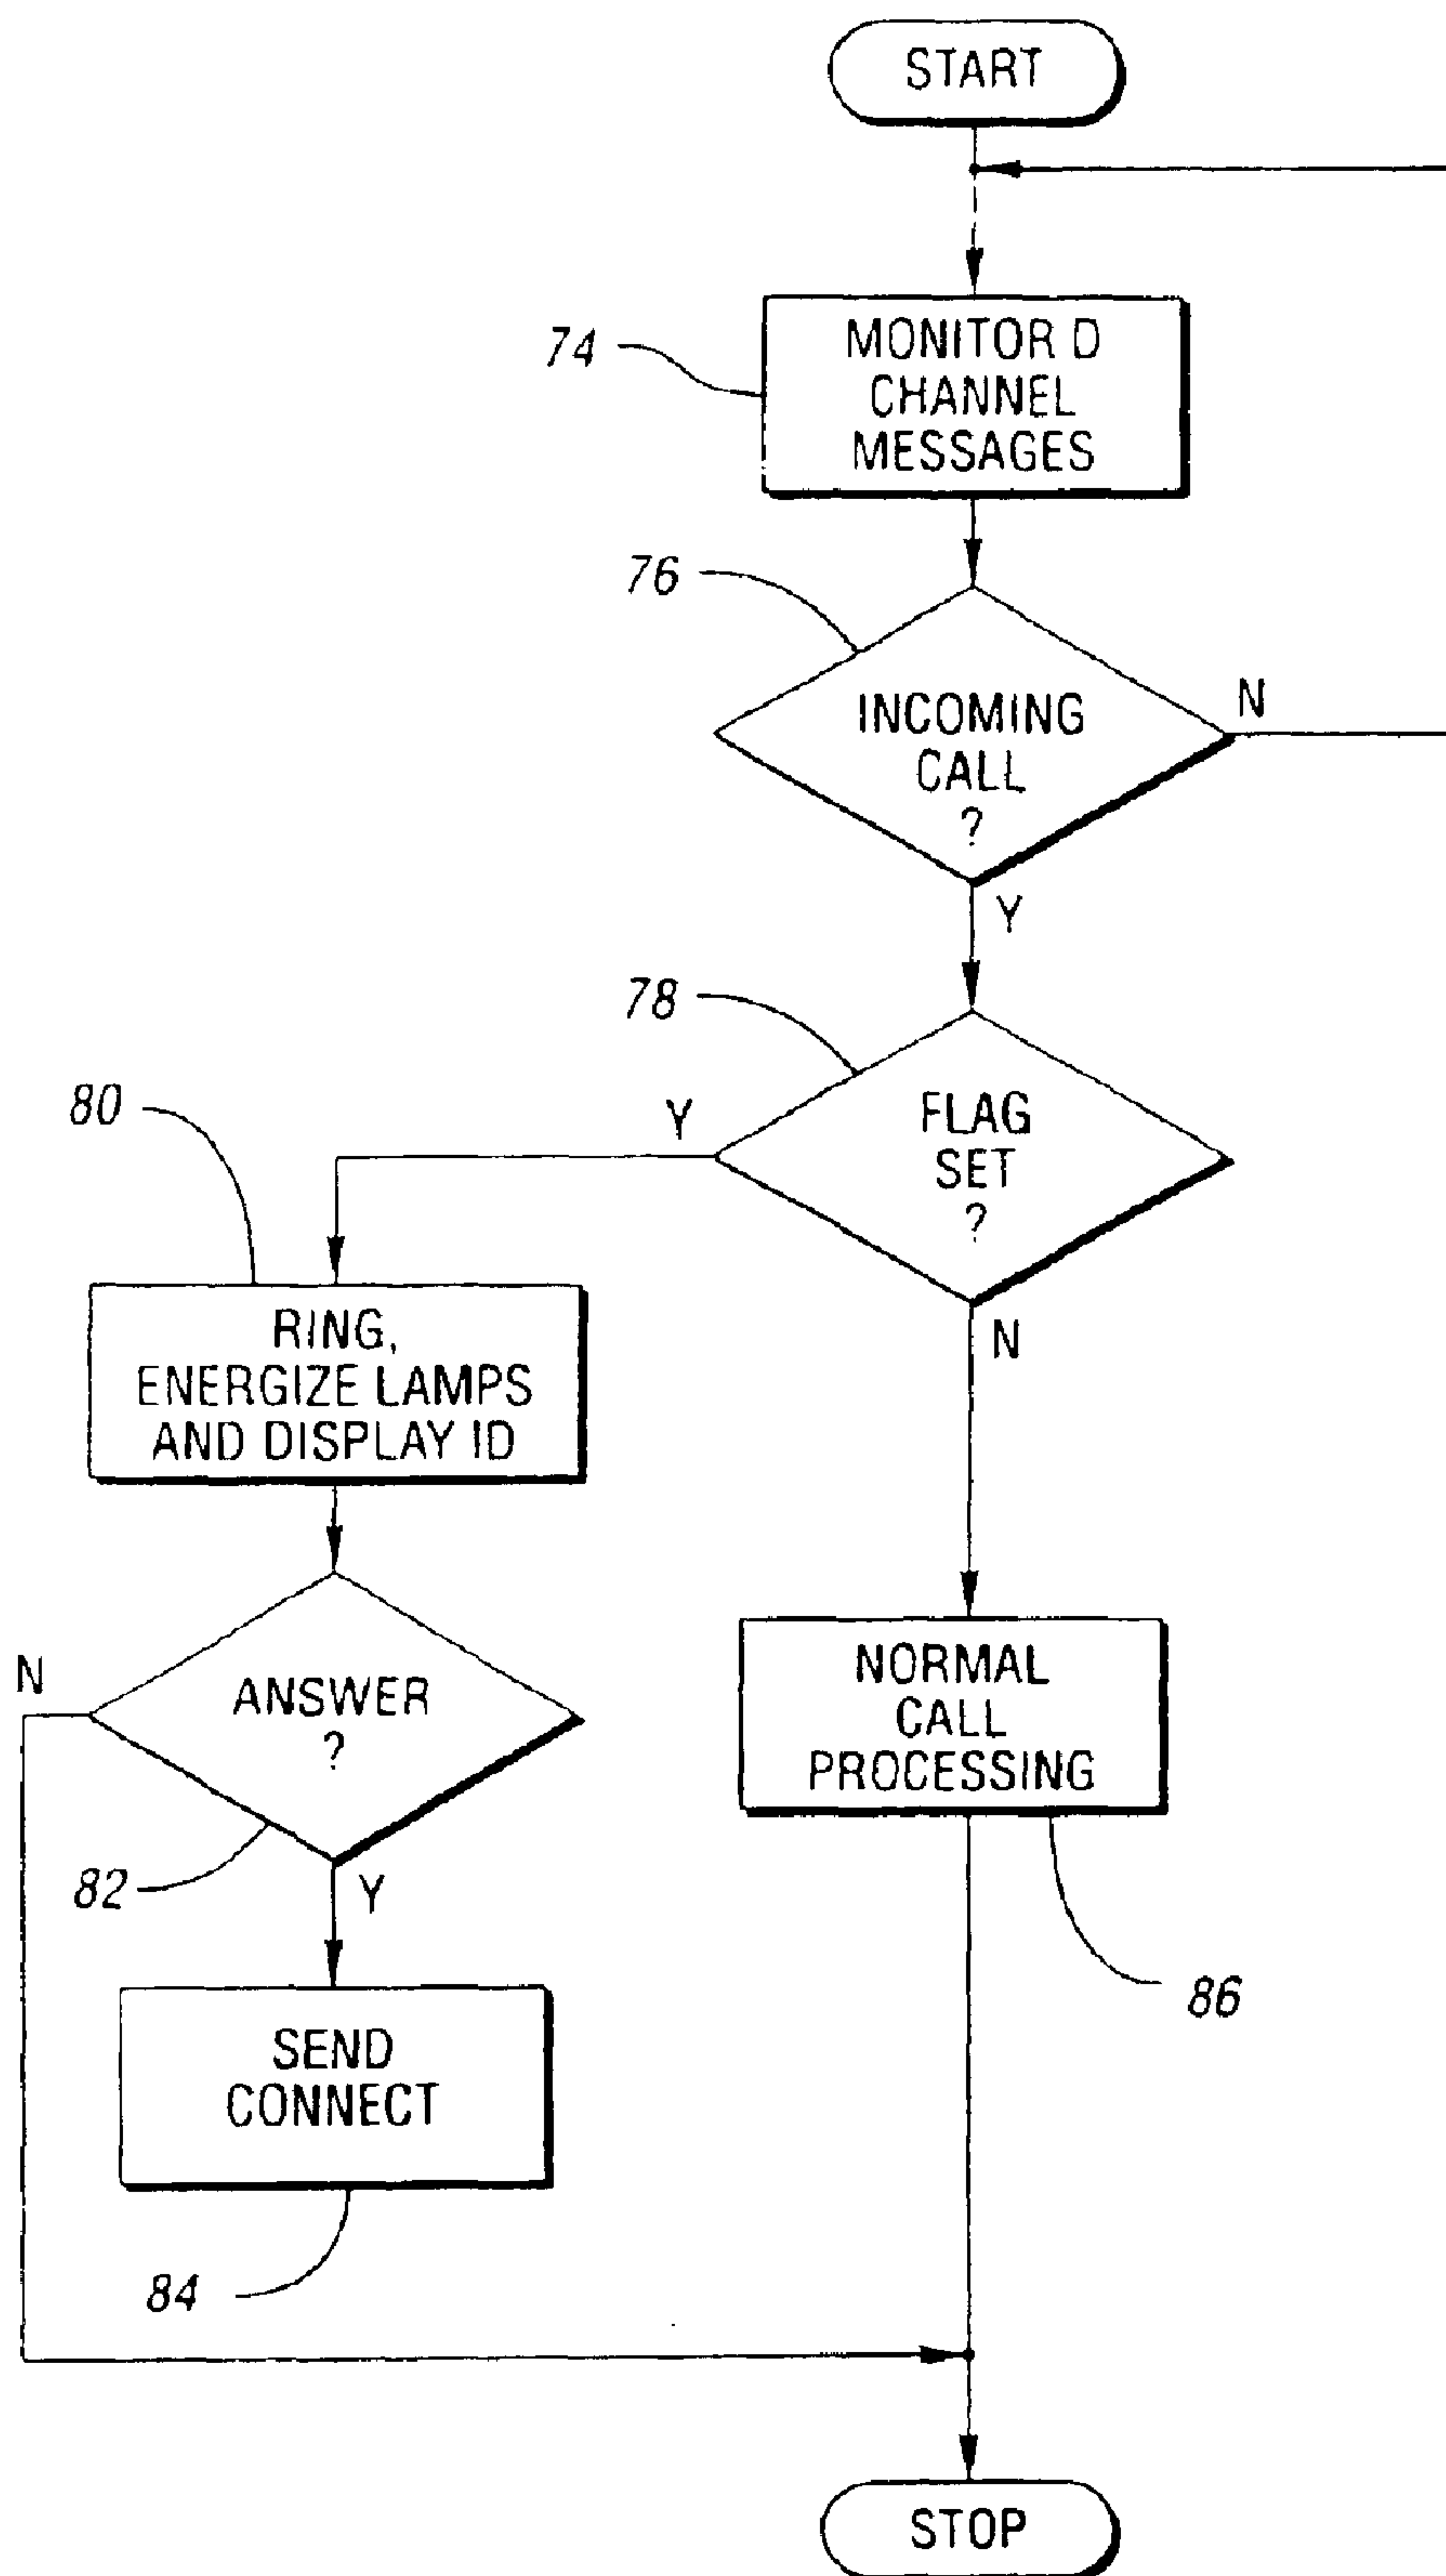 START
74
MONITOR D
CHANNEL
MESSAGES
76
INCOMING
CALL
?
N
Y
78
FLAG
SET
?
Y
N
80
RING,
ENERGIZE LAMPS
AND DISPLAY ID
ANSWER
?
N
82
Y
NORMAL
CALL
PROCESSING
86
SEND
CONNECT
84
STOP